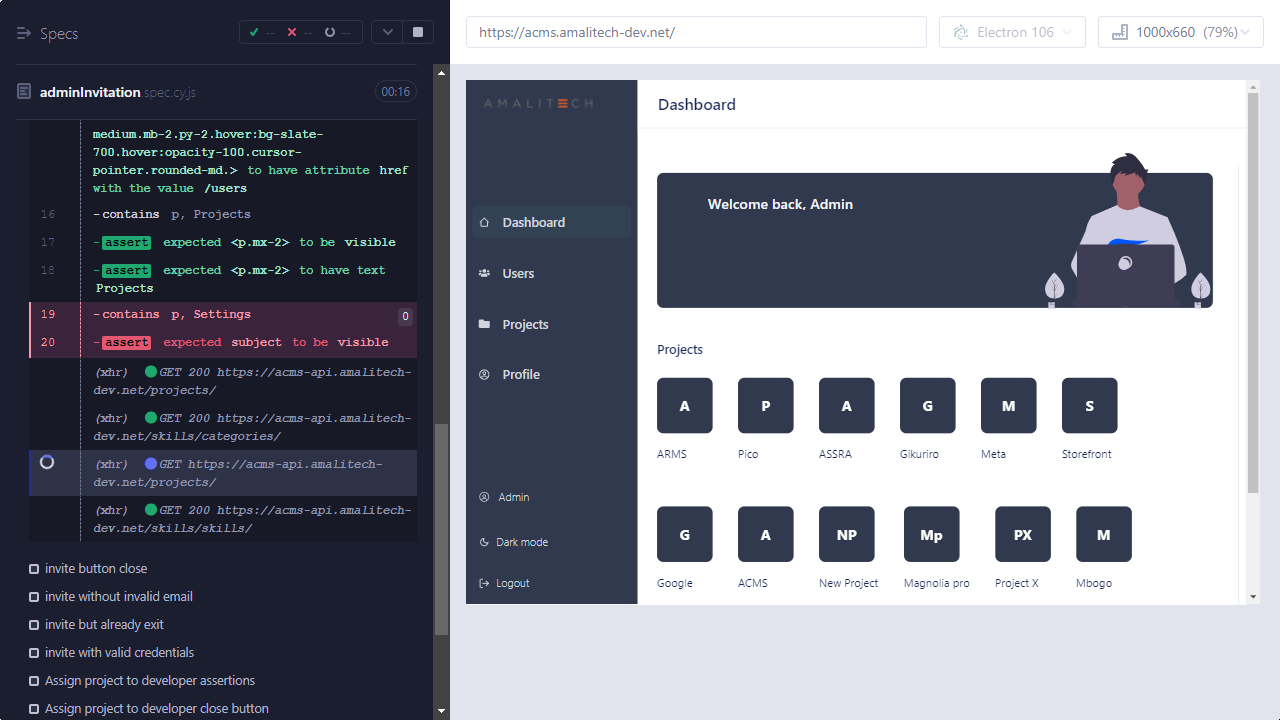 Specs
-- -- --
https://acms.amalitech-dev.net/
Electron 106
1000x660 (79%)
adminInvitation.spec.cy.js
00:16
medium.mb-2.py-2.hover:bg-slate-
700.hover:opacity-100.cursor-
pointer.rounded-md.> to have attribute href
with the value /users
16 -contains p, Projects
17 -assert expected <p.mx-2> to be visible
18 -assert expected <p.mx-2> to have text
Projects
19 -contains p, Settings 0
20 -assert expected subject to be visible
(xhr) GET 200 https://acms-api.amalitech-
dev.net/projects/
(xhr) GET 200 https://acms-api.amalitech-
dev.net/skills/categories/
(xhr) GET https://acms-api.amalitech-
dev.net/projects/
(xhr) GET 200 https://acms-api.amalitech-
dev.net/skills/skills/
invite button close
invite without invalid email
invite but already exit
invite with valid credentials
Assign project to developer assertions
Assign project to developer close button
AMALITECH
Dashboard
Users
Projects
Profile
Admin
Dark mode
Logout
Dashboard
Welcome back, Admin
Projects
A P A G M S
ARMS Pico ASSRA Gikuriro Meta Storefront
G A NP Mp PX M
Google ACMS New Project Magnolia pro Project X Mbogo